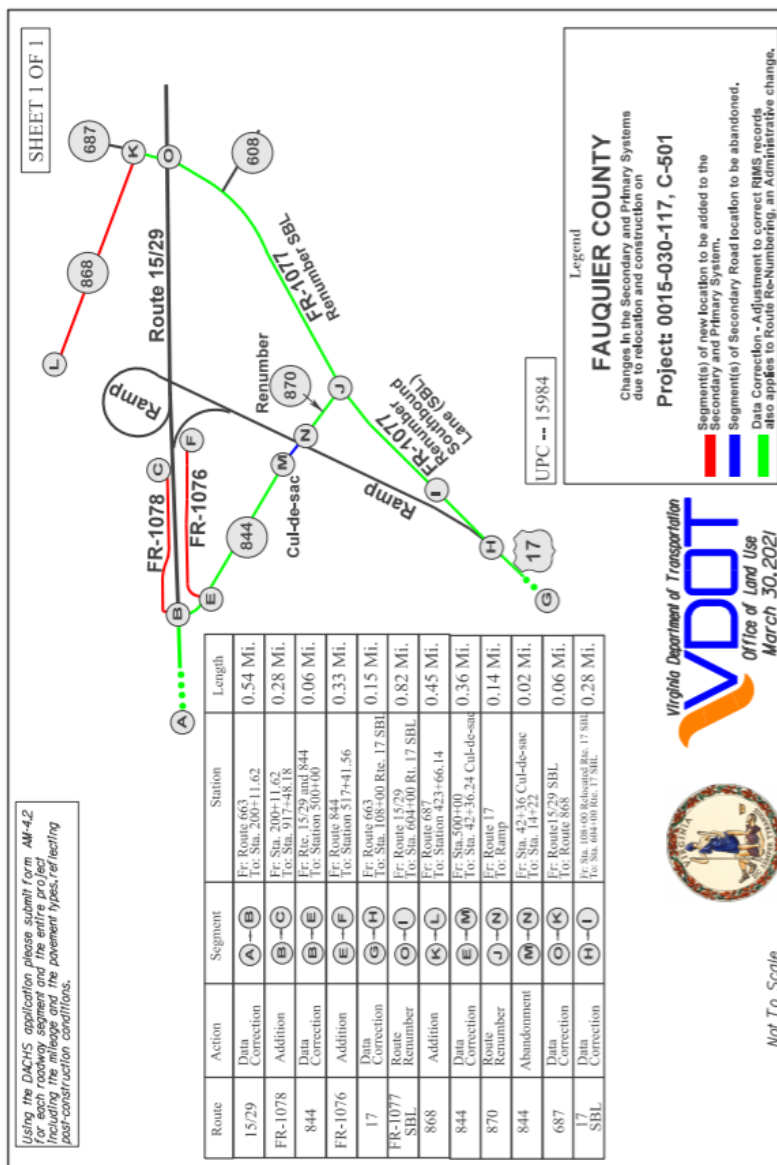 Using the DACHS application please submit form AM-4.2
for each roadway segment and the entire project
including the mileage and the pavement types, reflecting
post-construction conditions.
SHEET 1 OF 1
687
K
O
868
L
Route 15/29
608
Ramp
FR-1077
Renumber SBL
Renumber
870
J
N
M
Cul-de-sac
844
FR-1078
C
F
FR-1076
B
E
A
Ramp
FR-1077
Renumber
Southbound
Lane (SBL)
I
H
17
G
Route Action Segment Station Length
15/29 Data Correction A-B Fr: Route 663 To: Sta. 200+11.62 0.54 Mi.
FR-1078 Addition B-C Fr: Sta. 200+11.62 To: Sta. 917+48.18 0.28 Mi.
844 Data Correction B-E Fr: Rte. 15/29 and 844 To: Station 500+00 0.06 Mi.
FR-1076 Addition E-F Fr: Route 844 To: Station 517+41.56 0.33 Mi.
17 Data Correction G-H Fr: Route 663 To: Sta. 108+00 Rte. 17 SBL 0.15 Mi.
FR-1077 SBL Route Renumber O-I Fr: Route 15/29 To: Sta. 604+00 Rt. 17 SBL 0.82 Mi.
868 Addition K-L Fr: Route 687 To: Station 423+66.14 0.45 Mi.
844 Data Correction E-M Fr: Sta.500+00 To: Sta. 42+36.24 Cul-de-sac 0.36 Mi.
870 Route Renumber J-N Fr: Route 17 To: Ramp 0.14 Mi.
844 Abandonment M-N Fr: Sta. 42+36 Cul-de-sac To: Sta. 14+22 0.02 Mi.
687 Data Correction O-K Fr: Route15/29 SBL To: Route 868 0.06 Mi.
17 SBL Data Correction H-I Fr: Sta. 108+00 Relocated Rte. 17 SBL To: Sta. 604+00 Rte. 17 SBL 0.28 Mi.
UPC -- 15984
Legend
FAUQUIER COUNTY
Changes in the Secondary and Primary Systems
due to relocation and construction on
Project: 0015-030-117, C-501
Segment(s) of new location to be added to the
Secondary and Primary System.
Segment(s) of Secondary Road location to be abandoned.
Data Correction - Adjustment to correct RIMS records
also applies to Route Re-Numbering, an Administrative change.
Virginia Department of Transportation
VDOT
Office of Land Use
March 30, 2021
VIRGINIA
Not To Scale